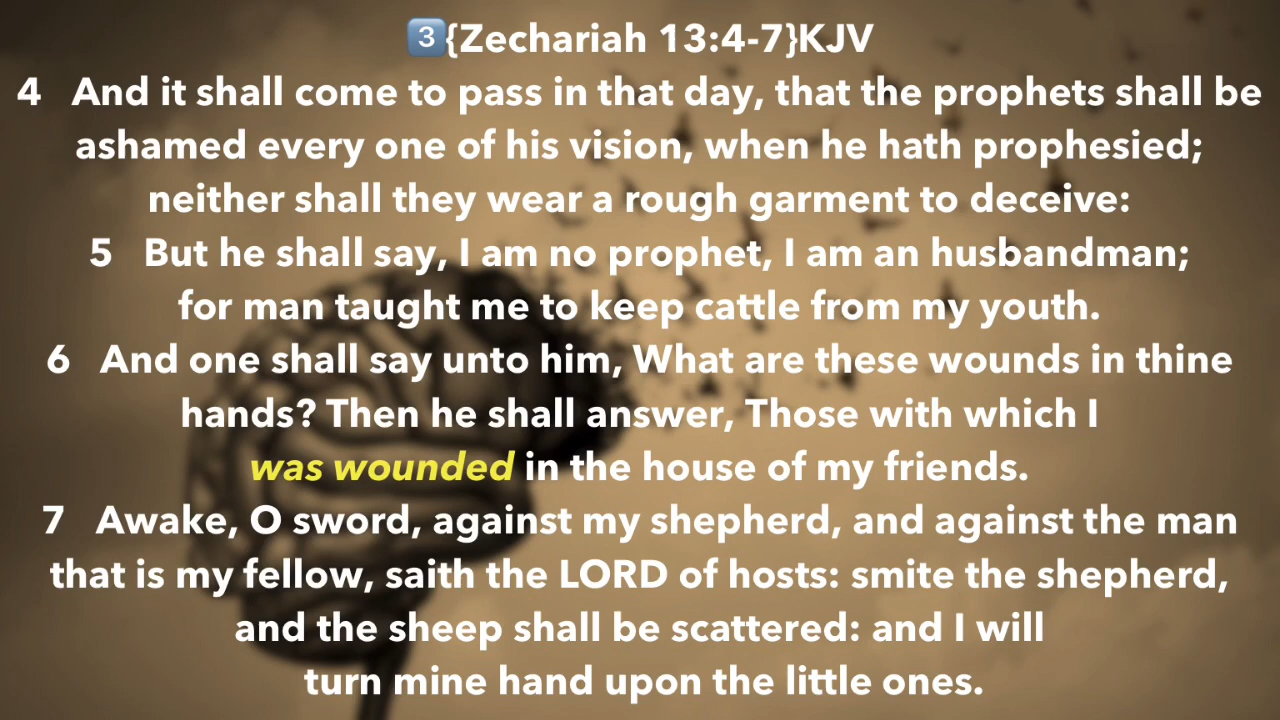 3️⃣{Zechariah 13:4-7}KJV
4 And it shall come to pass in that day, that the prophets shall be
ashamed every one of his vision, when he hath prophesied;
neither shall they wear a rough garment to deceive:
5 But he shall say, I am no prophet, I am an husbandman;
for man taught me to keep cattle from my youth.
6 And one shall say unto him, What are these wounds in thine
hands? Then he shall answer, Those with which I
was wounded in the house of my friends.
7 Awake, O sword, against my shepherd, and against the man
that is my fellow, saith the LORD of hosts: smite the shepherd,
and the sheep shall be scattered: and I will
turn mine hand upon the little ones.